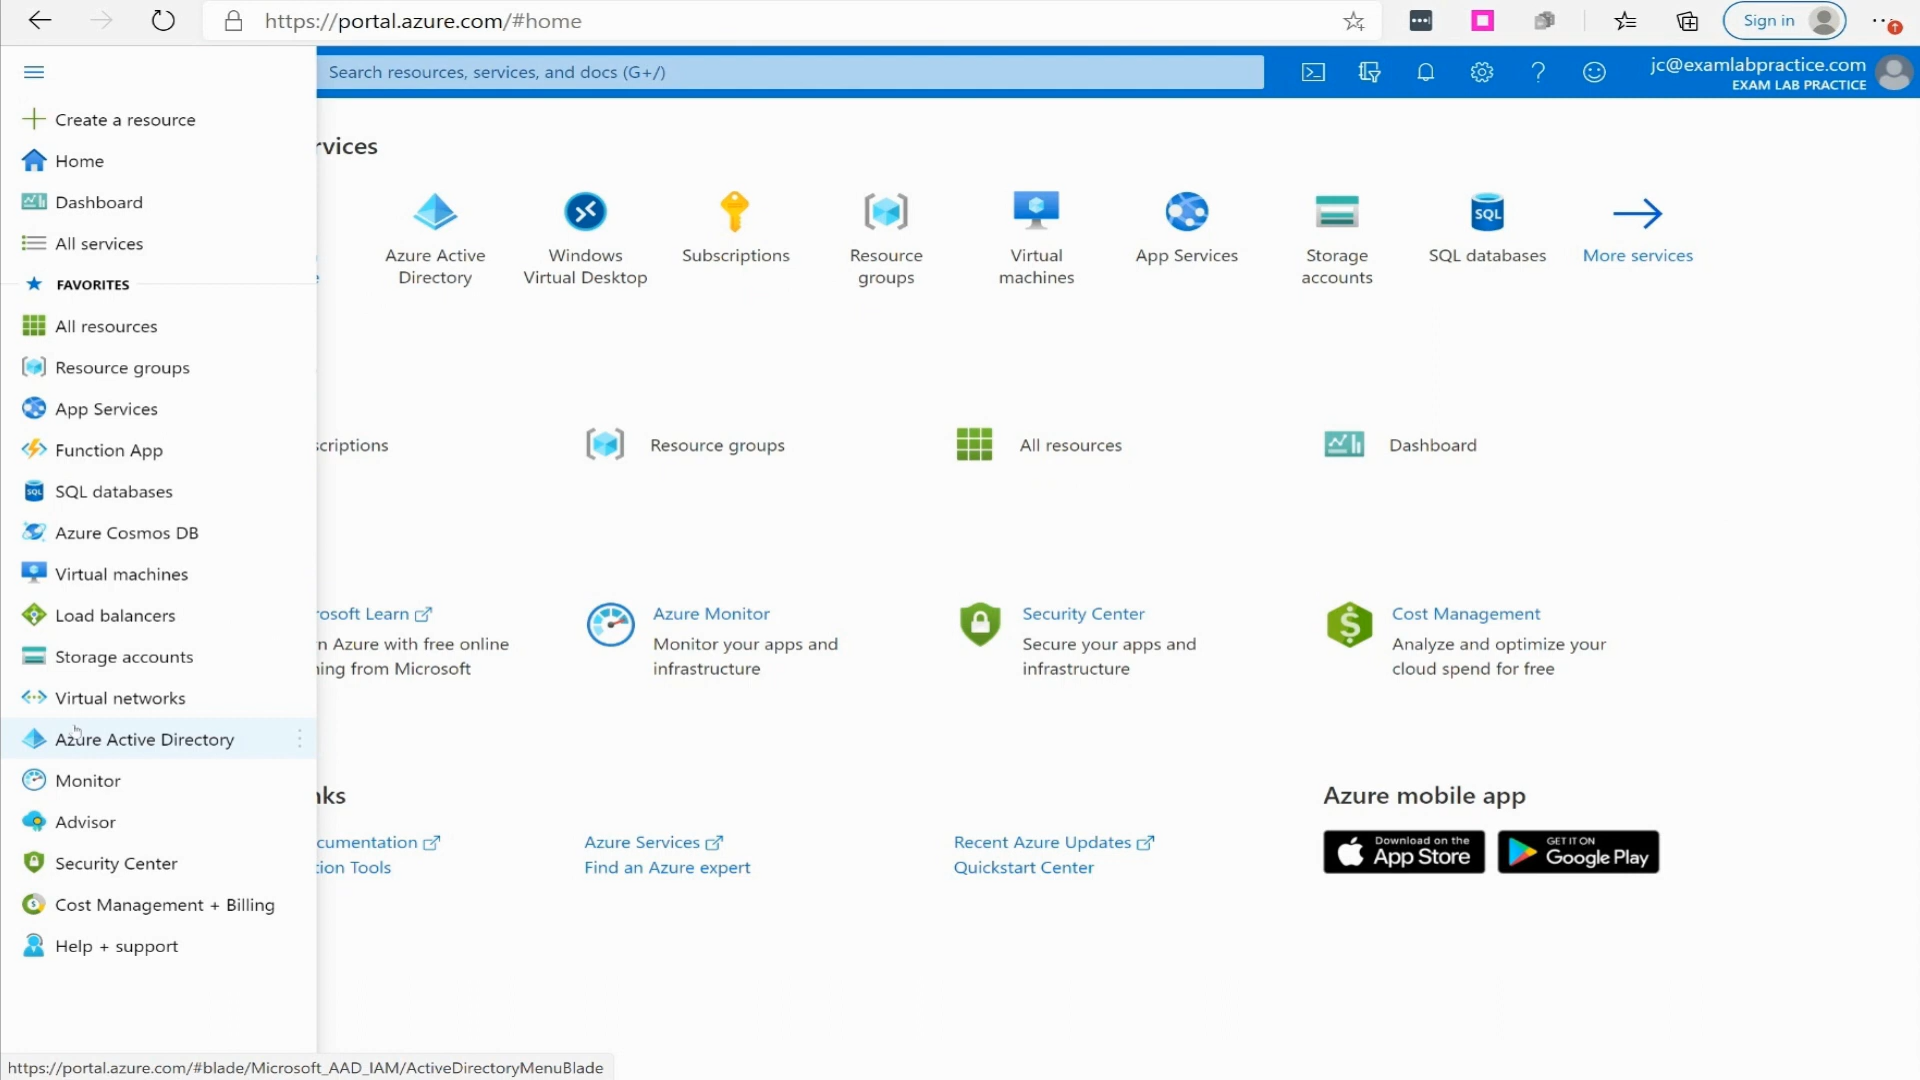 https://portal.azure.com/#home
Sign in
Search resources, services, and docs (G+/)
jc@examlabpractice.com
EXAM LAB PRACTICE
Create a resource
Home
Dashboard
All services
FAVORITES
All resources
Resource groups
App Services
Function App
SQL databases
Azure Cosmos DB
Virtual machines
Load balancers
Storage accounts
Virtual networks
Azure Active Directory
Monitor
Advisor
Security Center
Cost Management + Billing
Help + support
rvices
Azure Active
Directory
Windows
Virtual Desktop
Subscriptions
Resource
groups
Virtual
machines
App Services
Storage
accounts
SQL
SQL databases
More services
scriptions
Resource groups
All resources
Dashboard
rosoft Learn
n Azure with free online
ning from Microsoft
Azure Monitor
Monitor your apps and
infrastructure
Security Center
Secure your apps and
infrastructure
Cost Management
Analyze and optimize your
cloud spend for free
nks
cumentation
tion Tools
Azure Services
Find an Azure expert
Recent Azure Updates
Quickstart Center
Azure mobile app
Download on the
App Store
GET IT ON
Google Play
https://portal.azure.com/#blade/Microsoft_AAD_IAM/ActiveDirectoryMenuBlade